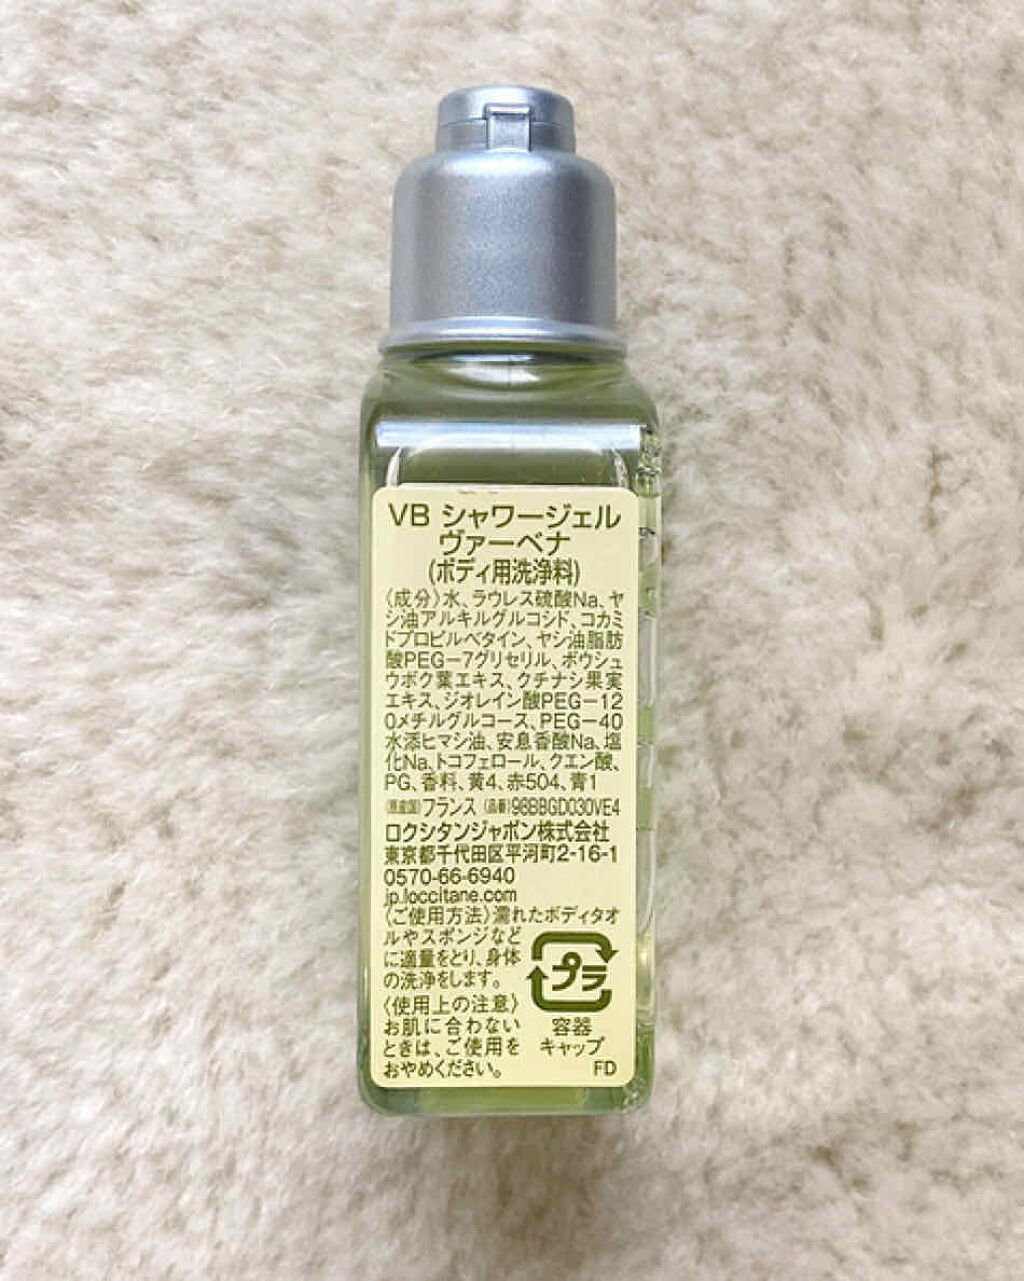 VB シャワージェル
ヴァーベナ
(ボディ用洗浄料)
〈成分〉水、ラウレス硫酸Na、ヤ
シ油アルキルグルコシド、コカミ
ドプロピルベタイン、ヤシ油脂肪
酸PEG-7グリセリル、ボウシュ
ウボク葉エキス、クチナシ果実
エキス、ジオレイン酸PEG-12
0メチルグルコース、PEG-40
水添ヒマシ油、安息香酸Na、塩
化Na、トコフェロール、クエン酸、
PG、香料、黄4、赤504、青1
〈原産国〉フランス 〈品番〉98BBGD030VE4
ロクシタンジャポン株式会社
東京都千代田区平河町2-16-1
0570-66-6940
jp.loccitane.com
〈ご使用方法〉濡れたボディタオ
ルやスポンジなど
に適量をとり、身体
の洗浄をします。
〈使用上の注意〉
お肌に合わない
ときは、ご使用を
おやめください。
プラ
容器
キャップ
FD